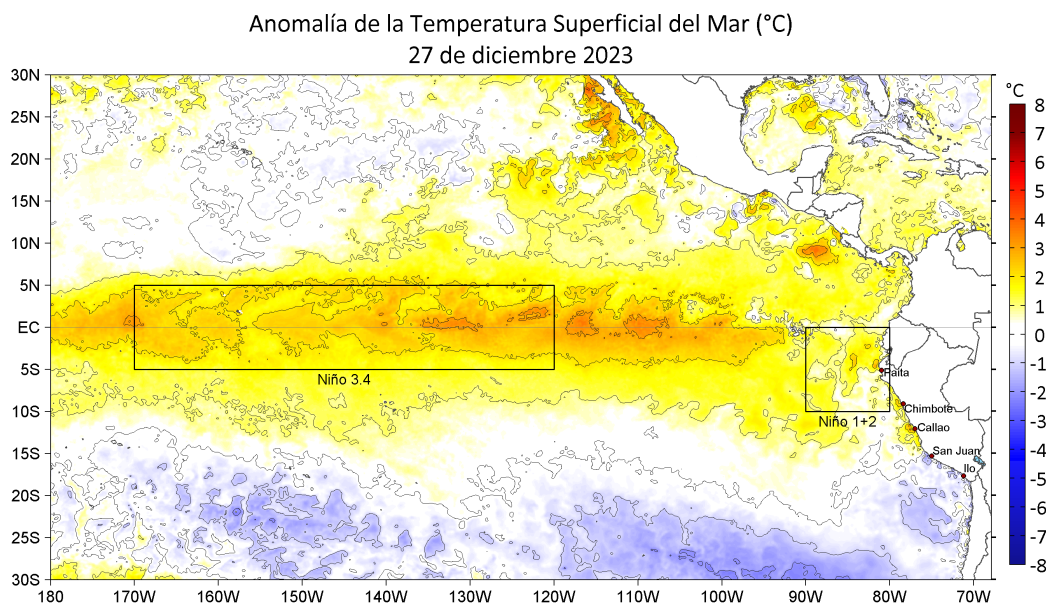 Anomalía de la Temperatura Superficial del Mar (°C)
27 de diciembre 2023
30N
25N
20N
15N
10N
5N
EC
5S
10S
15S
20S
25S
30S
180 170W 160W 150W 140W 130W 120W 110W 100W 90W 80W 70W
Niño 3.4
Niño 1+2
Paita
Chimbote
Callao
San Juan
Ilo
°C
8
7
6
5
4
3
2
1
0
-1
-2
-3
-4
-5
-6
-7
-8